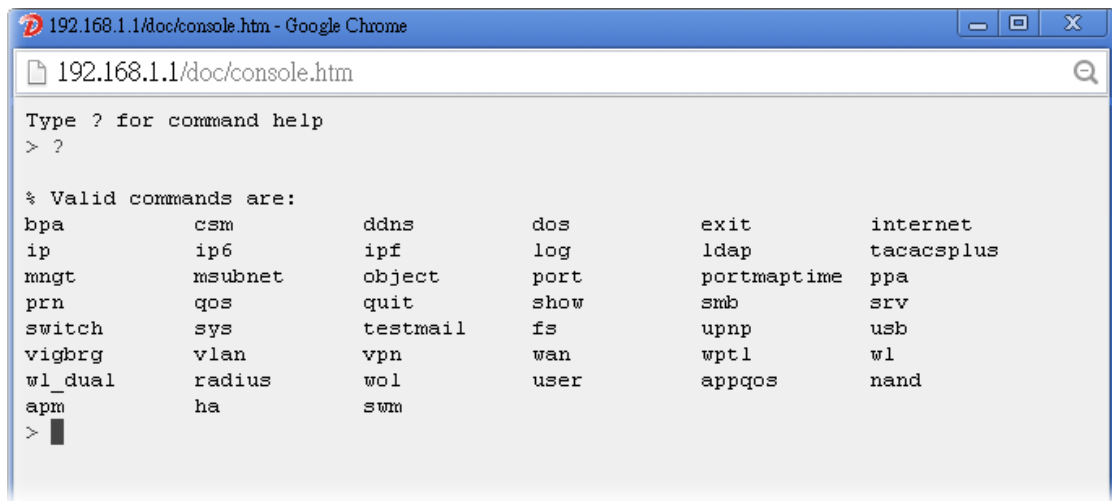 192.168.1.1/doc/console.htm - Google Chrome
192.168.1.1/doc/console.htm
Type ? for command help
> ?
% Valid commands are:
bpa csm ddns dos exit internet
ip ip6 ipf log ldap tacacsplus
mngt msubnet object port portmaptime ppa
prn qos quit show smb srv
switch sys testmail fs upnp usb
vigbrg vlan vpn wan wptl wl
wl_dual radius wol user appqos nand
apm ha swm
>